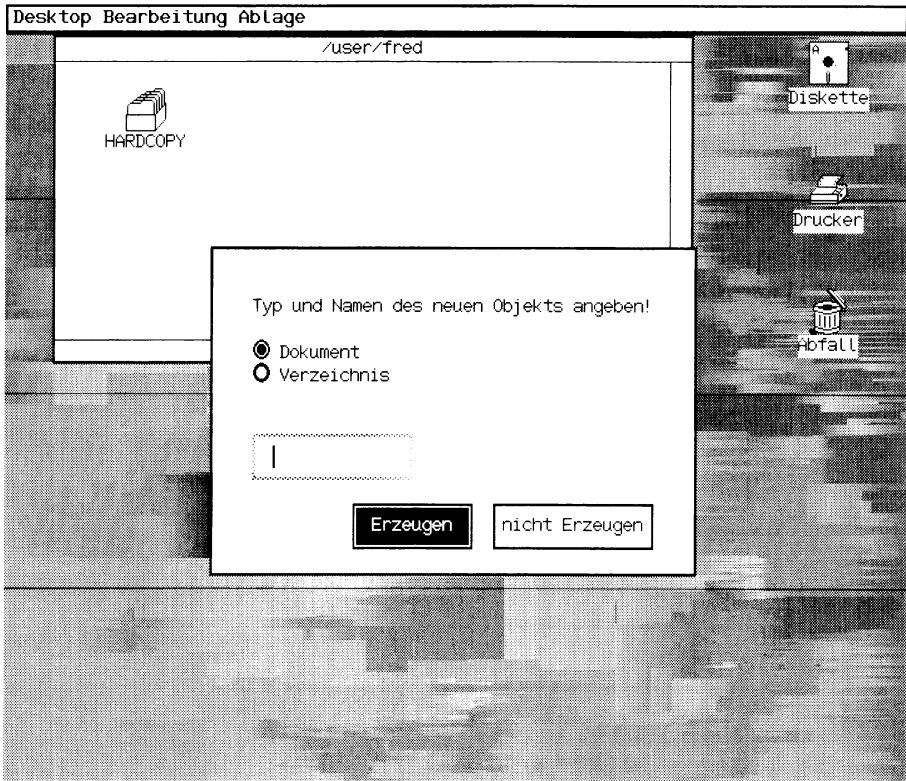 Desktop Bearbeitung Ablage
/user/fred
HARDCOPY
A
Diskette
Drucker
Abfall
Typ und Namen des neuen Objekts angeben!
Dokument
Verzeichnis
Erzeugen
nicht Erzeugen